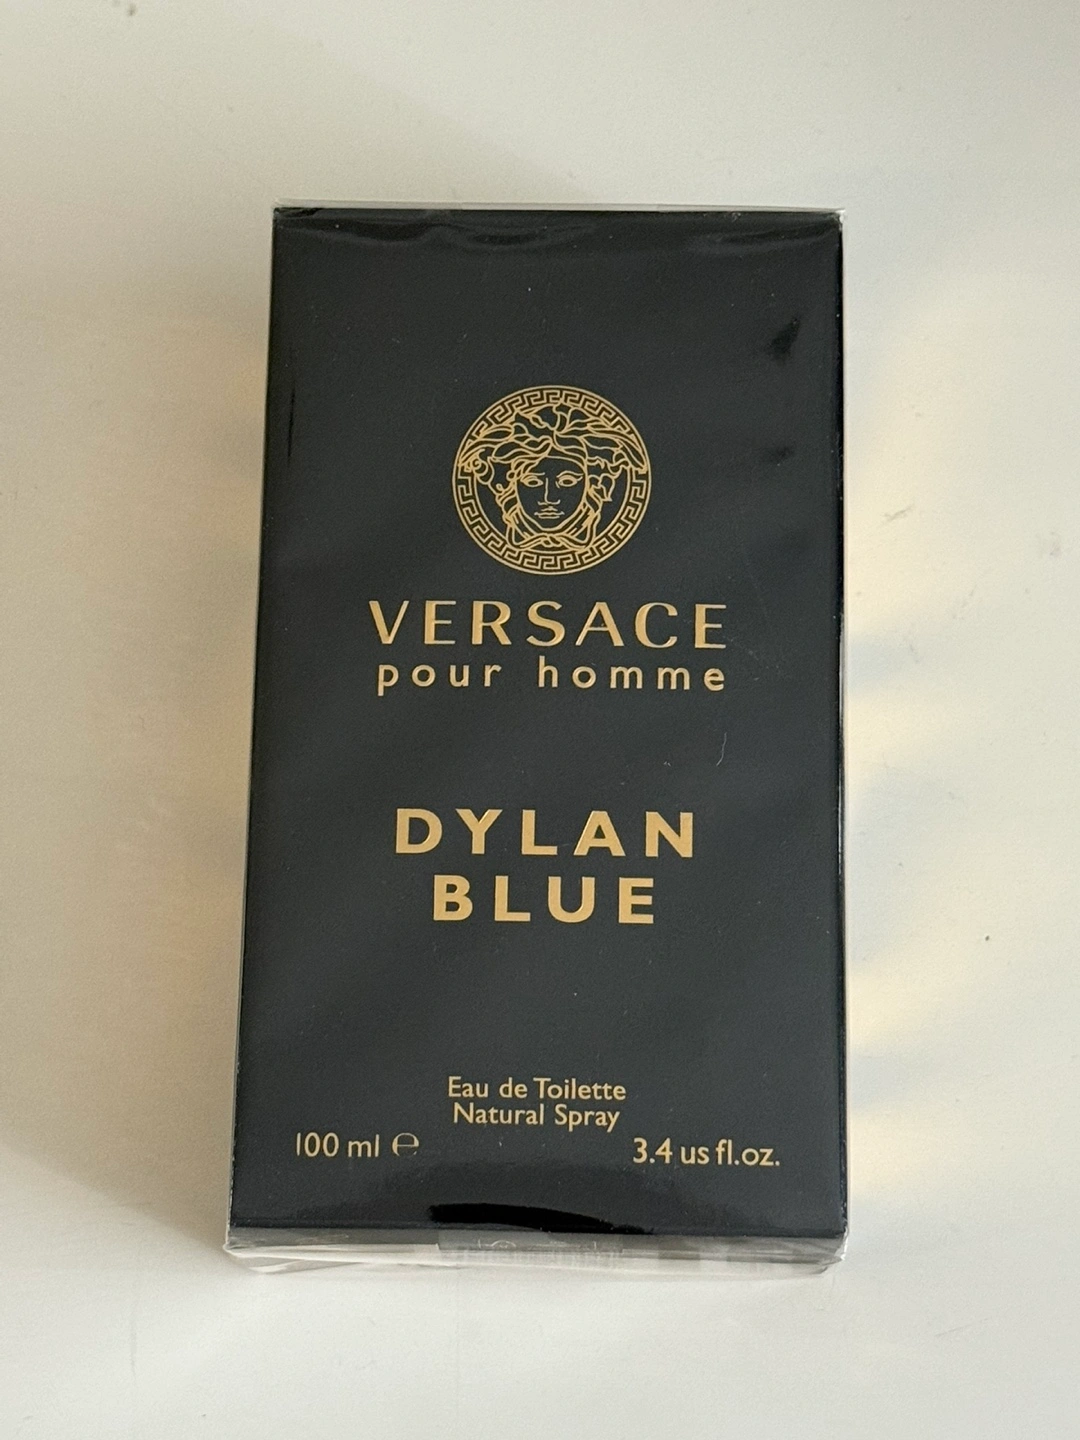 VERSACE
pour homme
DYLAN
BLUE
Eau de Toilette
Natural Spray
100 ml ℮
3.4 us fl.oz.